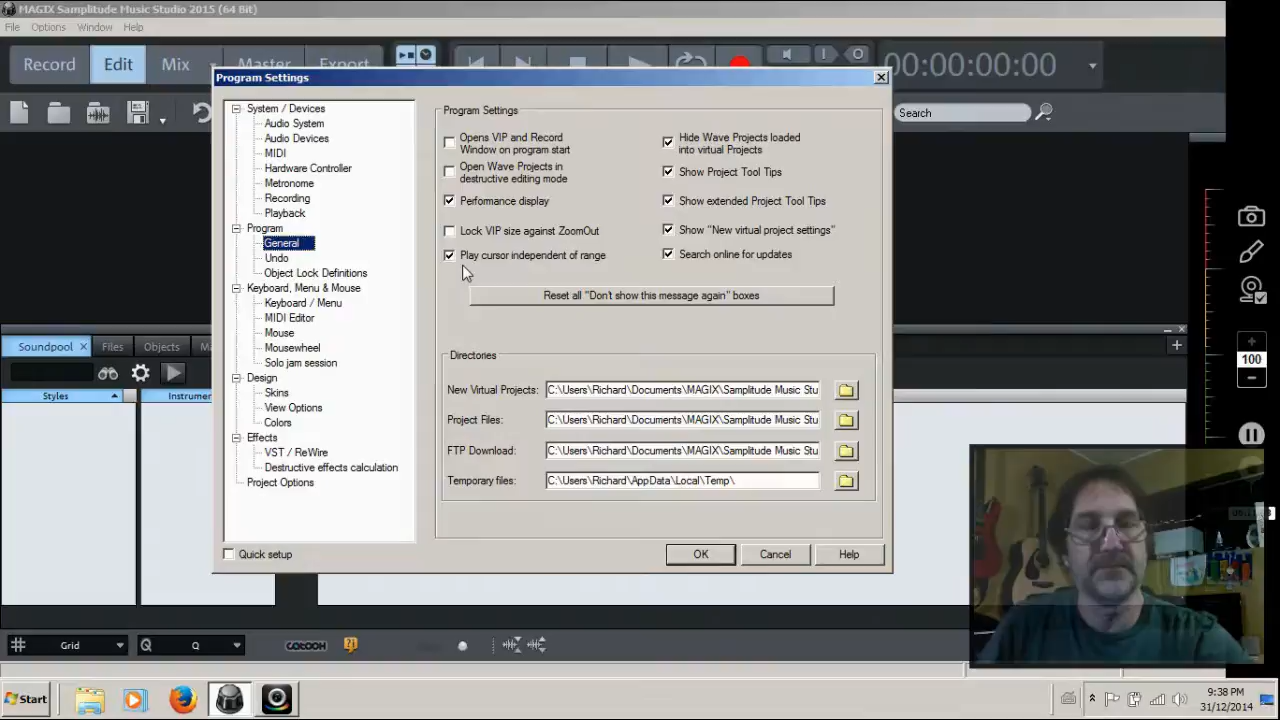 MAGIX Samplitude Music Studio 2015 (64 Bit)
File Options Window Help
Record Edit Mix Master Export
00:00:00:00
Search
Program Settings
System / Devices
Audio System
Audio Devices
MIDI
Hardware Controller
Metronome
Recording
Playback
Program
General
Undo
Object Lock Definitions
Keyboard, Menu & Mouse
Keyboard / Menu
MIDI Editor
Mouse
Mousewheel
Solo jam session
Design
Skins
View Options
Colors
Effects
VST / ReWire
Destructive effects calculation
Project Options
Quick setup
Program Settings
Opens VIP and Record
Window on program start
Open Wave Projects in
destructive editing mode
Performance display
Lock VIP size against ZoomOut
Play cursor independent of range
Hide Wave Projects loaded
into virtual Projects
Show Project Tool Tips
Show extended Project Tool Tips
Show "New virtual project settings"
Search online for updates
Reset all "Don't show this message again" boxes
Directories
New Virtual Projects: C:\Users\Richard\Documents\MAGIX\Samplitude Music Stu
Project Files: C:\Users\Richard\Documents\MAGIX\Samplitude Music Stu
FTP Download: C:\Users\Richard\Documents\MAGIX\Samplitude Music Stu
Temporary files: C:\Users\Richard\AppData\Local\Temp\
OK Cancel Help
Soundpool Files Objects
Styles Instrumer
100
Grid Q Q
catooh
Start
9:38 PM
31/12/2014